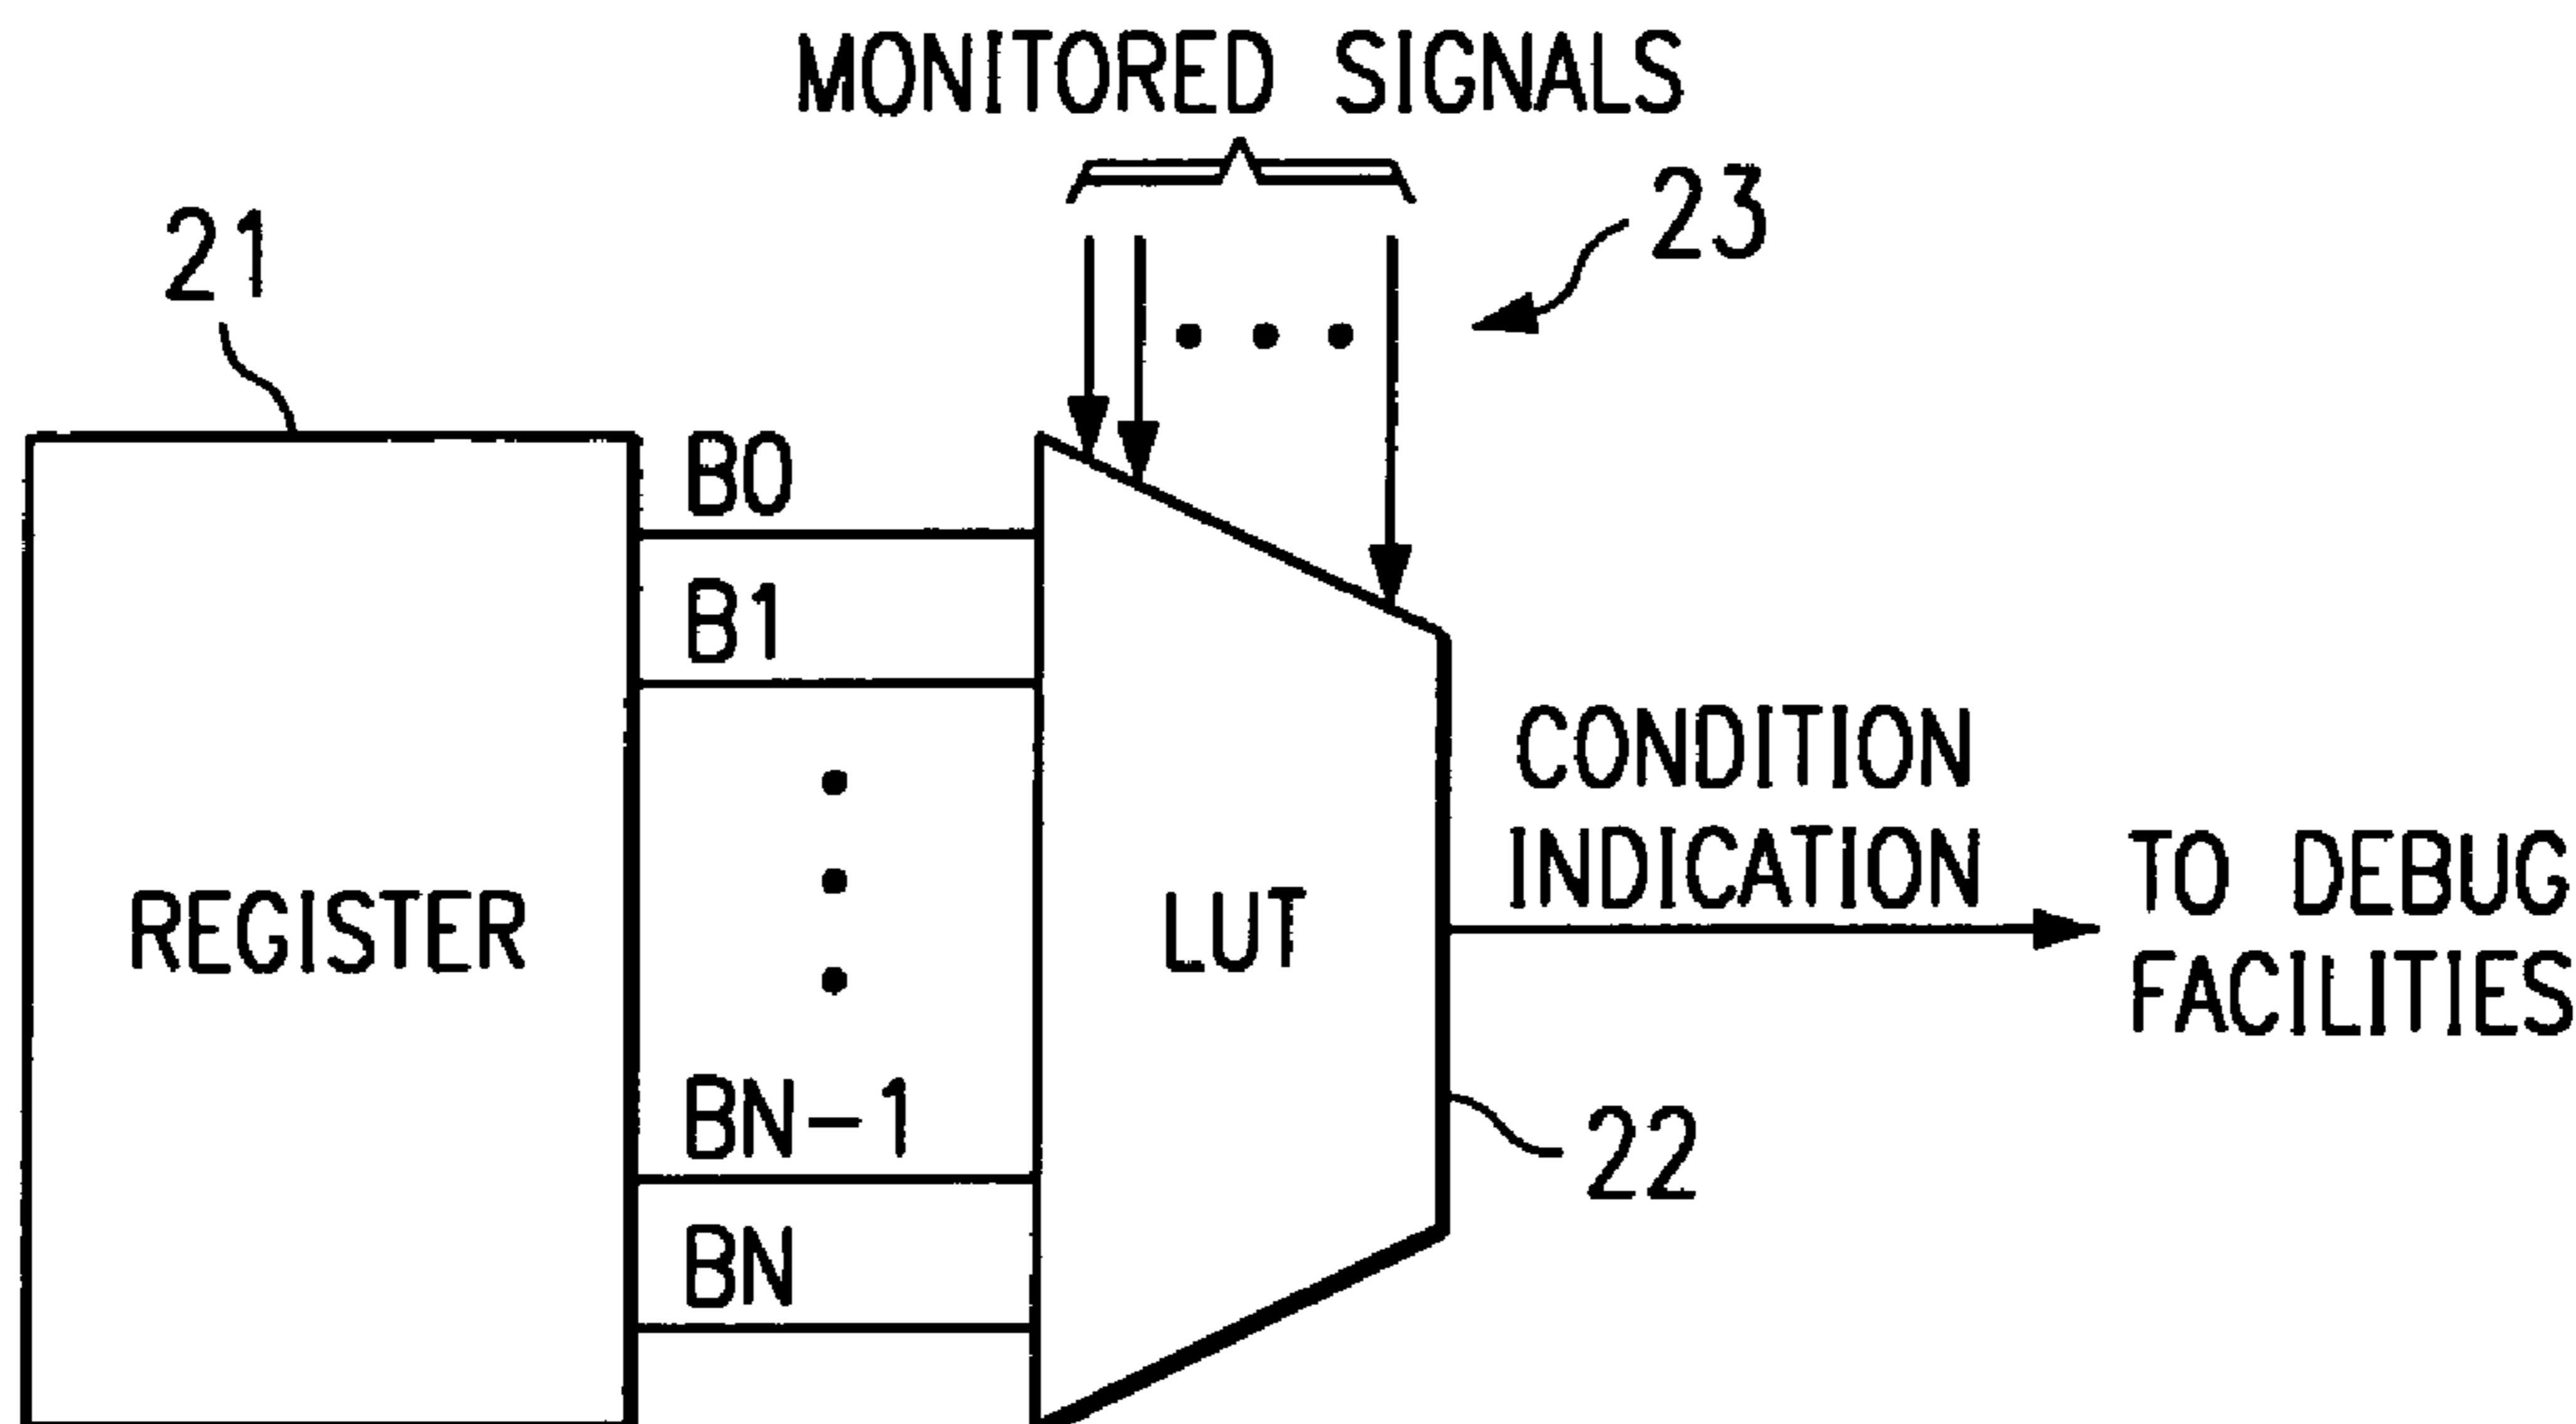 MONITORED SIGNALS
23
21
B0
B1
CONDITION
INDICATION
TO DEBUG
FACILITIES
REGISTER
LUT
BN-1
22
BN